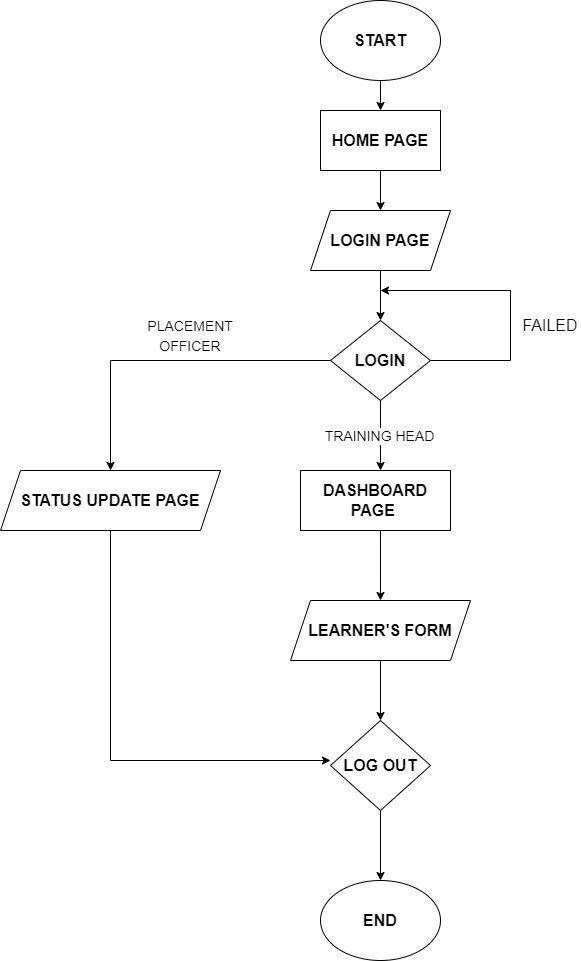 START
HOME PAGE
LOGIN PAGE
PLACEMENT
OFFICER
FAILED
LOGIN
TRAINING HEAD
STATUS UPDATE PAGE
DASHBOARD
PAGE
LEARNER'S FORM
LOG OUT
END